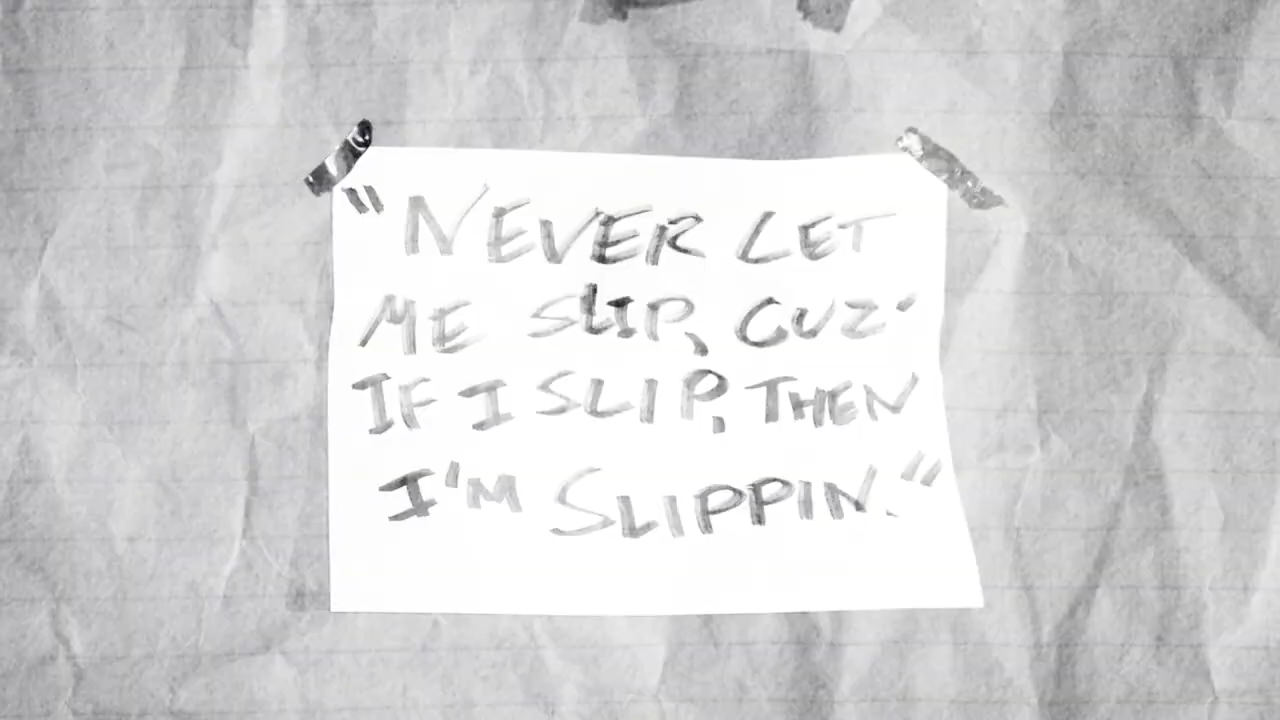 "NEVER LET
ME SLIP, CUZ'
IF I SLIP, THEN
I'M SLIPPIN."